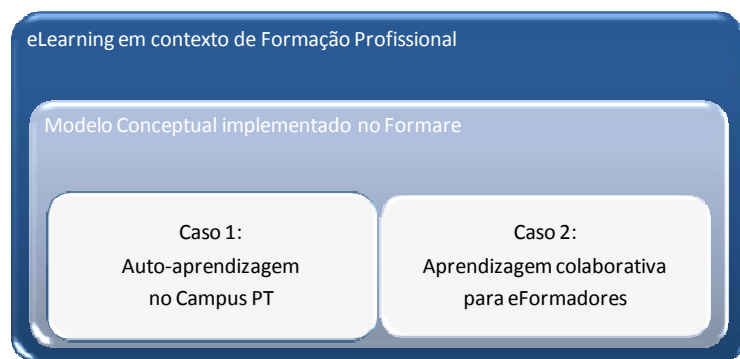 eLearning em contexto de Formação Profissional
Modelo Conceptual implementado no Formare
Caso 1:
Auto-aprendizagem
no Campus PT
Caso 2:
Aprendizagem colaborativa
para eFormadores